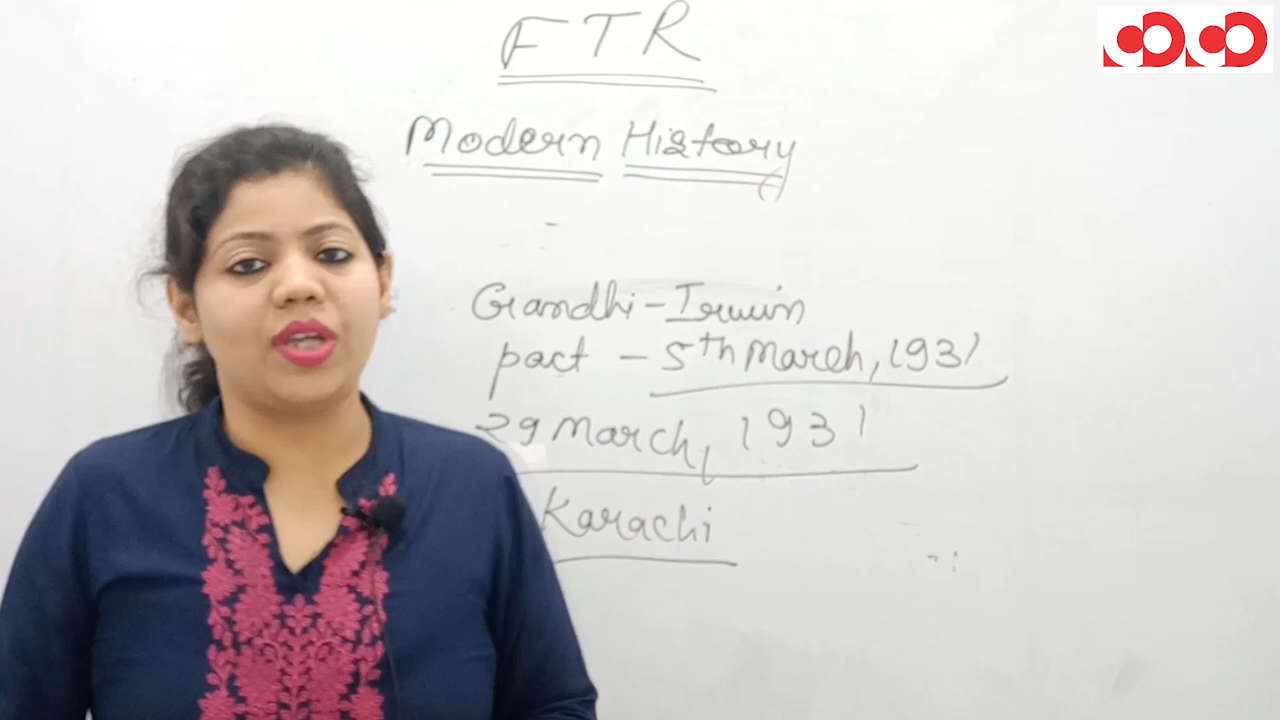 FTR
Modern History
Gandhi-Irwin
pact - 5th March, 1931
29 March, 1931
Karachi